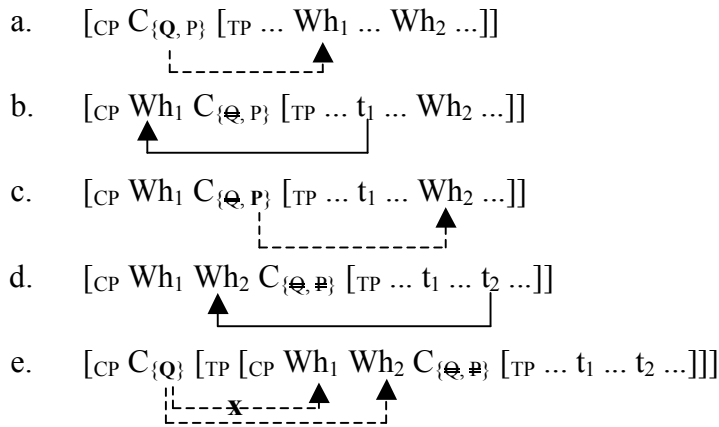 a. [CP C{Q, P} [TP ... Wh1 ... Wh2 ...]]
b. [CP Wh1 C{Q, P} [TP ... t1 ... Wh2 ...]]
c. [CP Wh1 C{Q, P} [TP ... t1 ... Wh2 ...]]
d. [CP Wh1 Wh2 C{Q, P} [TP ... t1 ... t2 ...]]
e. [CP C{Q} [TP [CP Wh1 Wh2 C{Q, P} [TP ... t1 ... t2 ...]]]
X